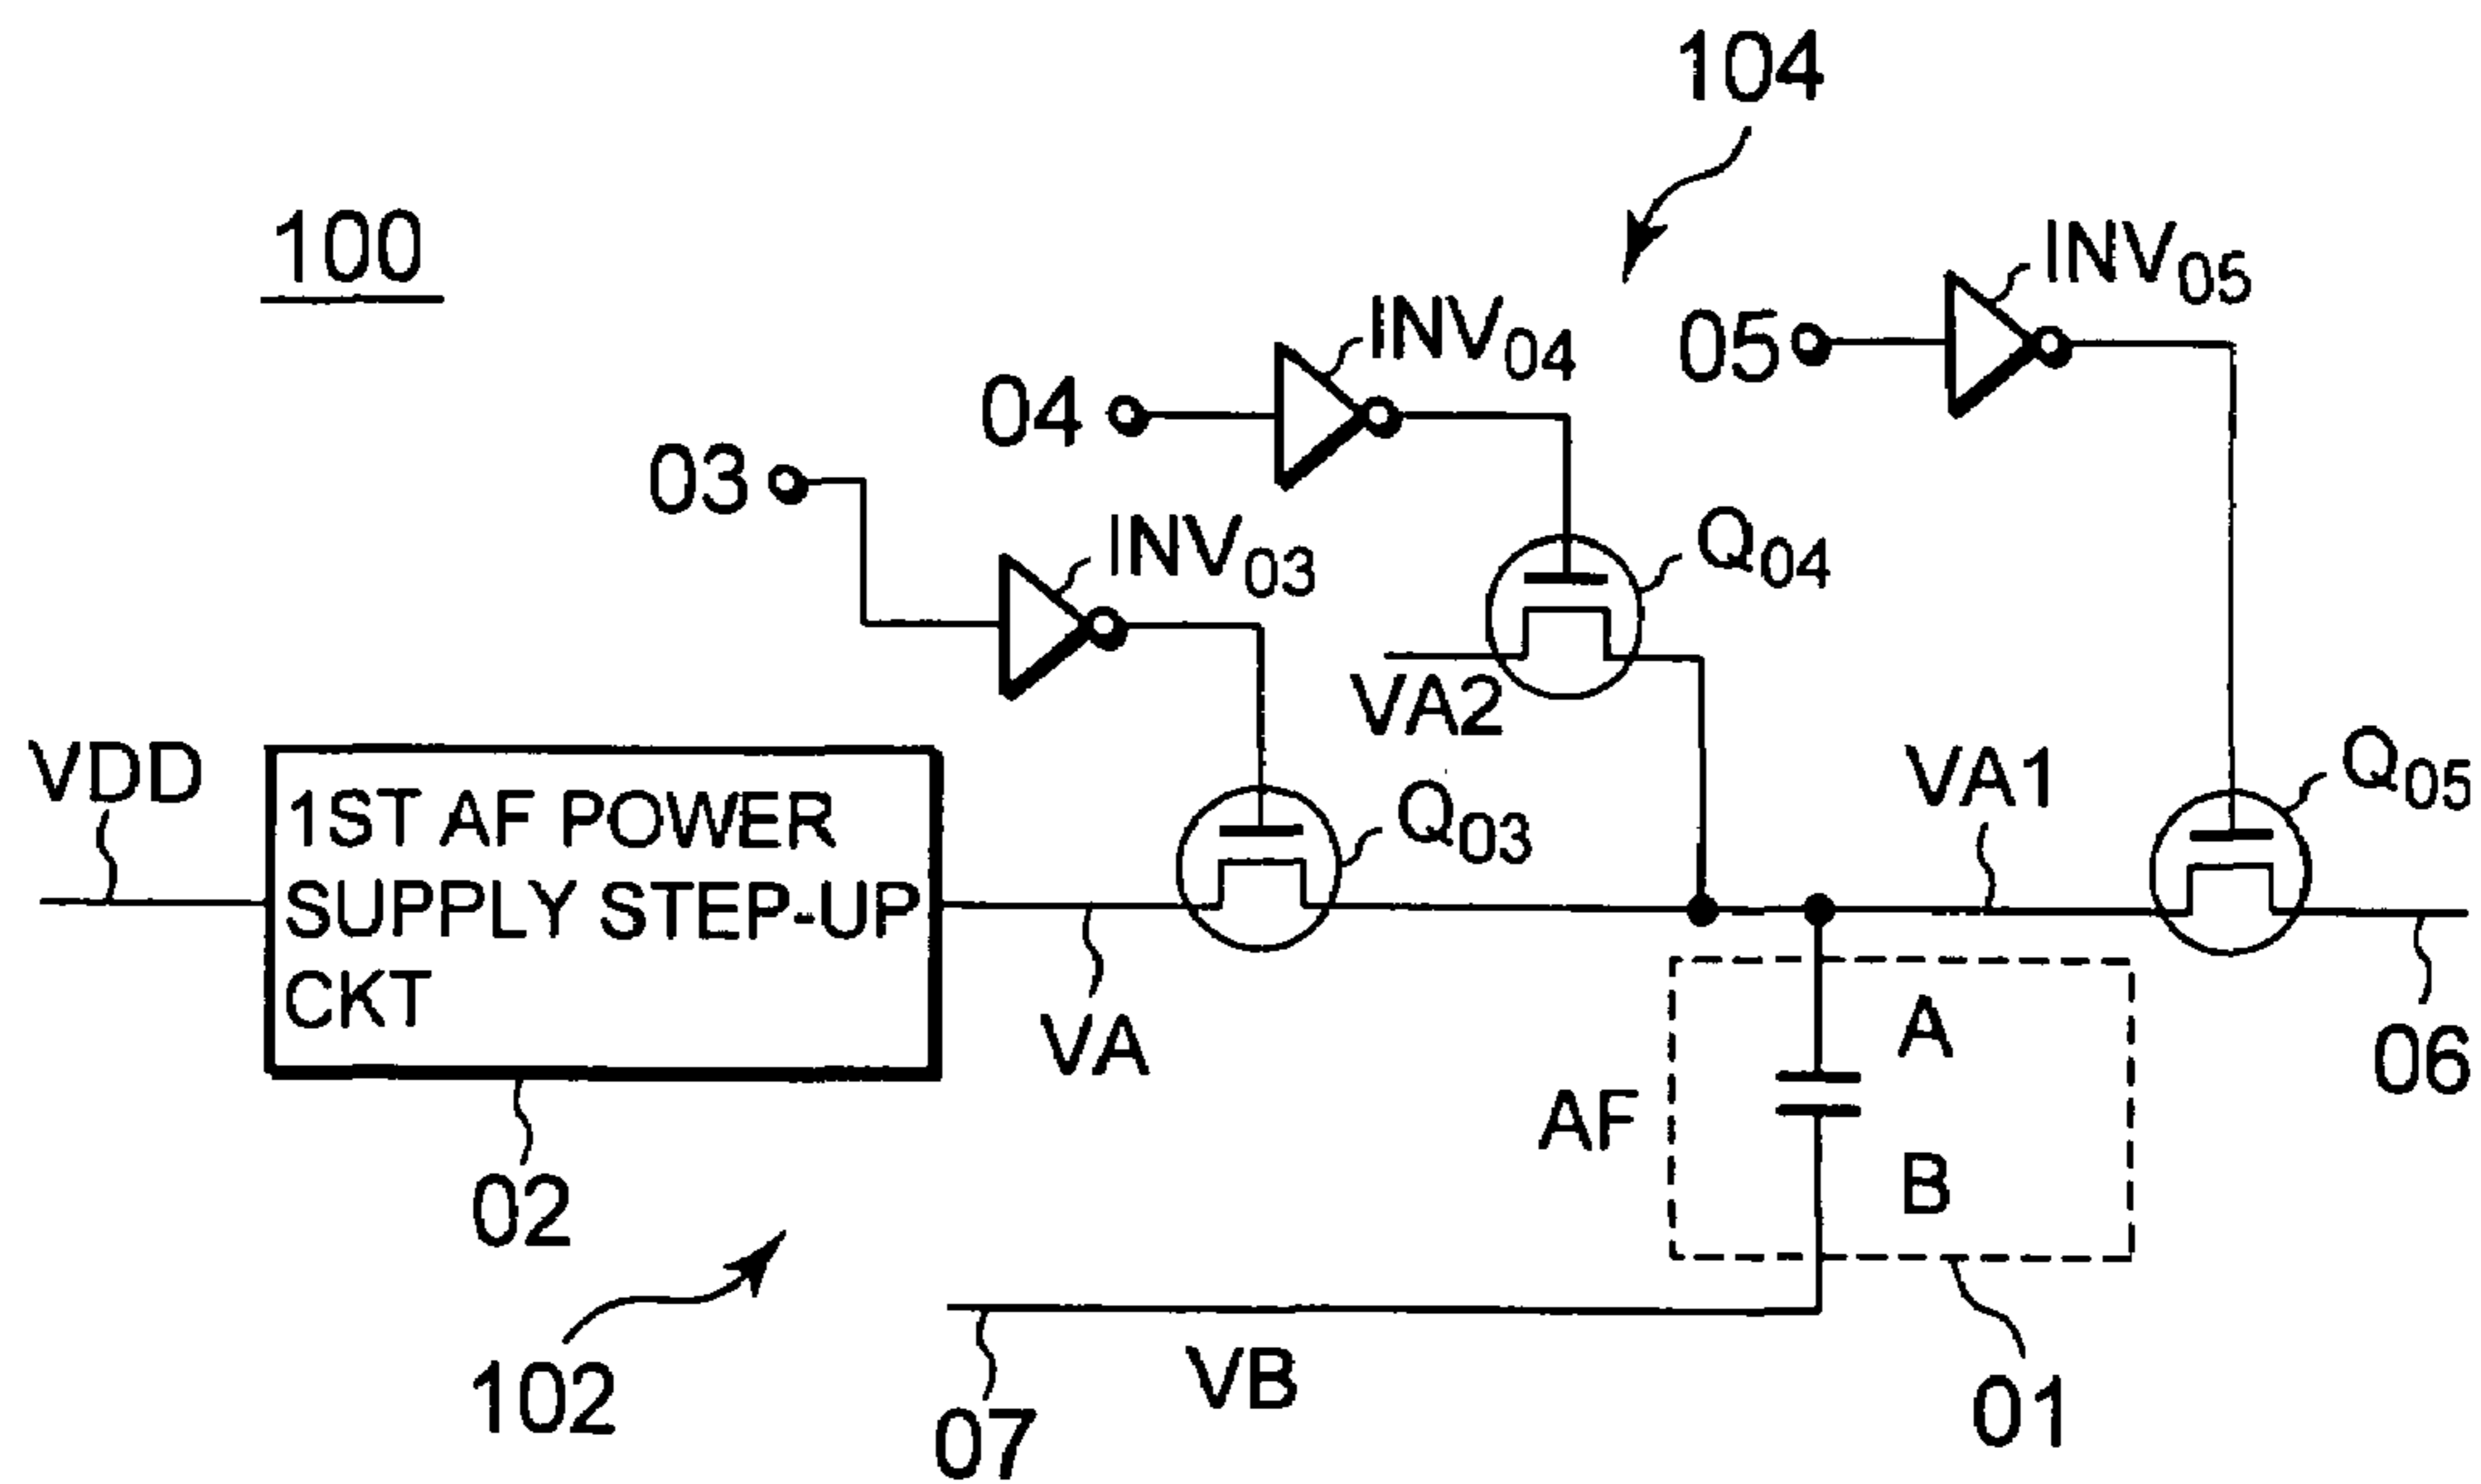 104
100
INV05
INV04
05
04
03
INV03
Q04
VA2
VDD
VA1
Q05
1ST AF POWER
SUPPLY STEP-UP
CKT
Q03
VA
A
06
AF
B
02
102
VB
07
01